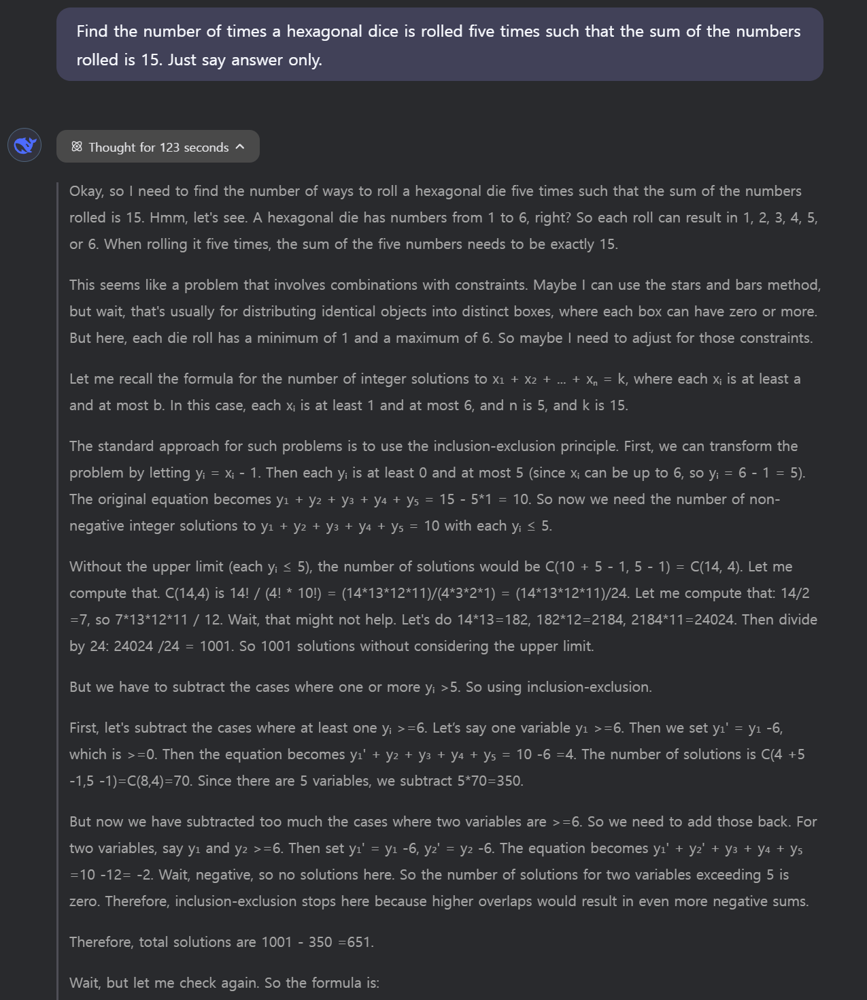 Find the number of times a hexagonal dice is rolled five times such that the sum of the numbers
rolled is 15. Just say answer only.
Thought for 123 seconds
Okay, so I need to find the number of ways to roll a hexagonal die five times such that the sum of the numbers
rolled is 15. Hmm, let's see. A hexagonal die has numbers from 1 to 6, right? So each roll can result in 1, 2, 3, 4, 5,
or 6. When rolling it five times, the sum of the five numbers needs to be exactly 15.
This seems like a problem that involves combinations with constraints. Maybe I can use the stars and bars method,
but wait, that's usually for distributing identical objects into distinct boxes, where each box can have zero or more.
But here, each die roll has a minimum of 1 and a maximum of 6. So maybe I need to adjust for those constraints.
Let me recall the formula for the number of integer solutions to x₁ + x₂ + ... + xₙ = k, where each xᵢ is at least a
and at most b. In this case, each xᵢ is at least 1 and at most 6, and n is 5, and k is 15.
The standard approach for such problems is to use the inclusion-exclusion principle. First, we can transform the
problem by letting yᵢ = xᵢ - 1. Then each yᵢ is at least 0 and at most 5 (since xᵢ can be up to 6, so yᵢ = 6 - 1 = 5).
The original equation becomes y₁ + y₂ + y₃ + y₄ + y₅ = 15 - 5*1 = 10. So now we need the number of non-
negative integer solutions to y₁ + y₂ + y₃ + y₄ + y₅ = 10 with each yᵢ ≤ 5.
Without the upper limit (each yᵢ ≤ 5), the number of solutions would be C(10 + 5 - 1, 5 - 1) = C(14, 4). Let me
compute that. C(14,4) is 14! / (4! * 10!) = (14*13*12*11)/(4*3*2*1) = (14*13*12*11)/24. Let me compute that: 14/2
=7, so 7*13*12*11 / 12. Wait, that might not help. Let's do 14*13=182, 182*12=2184, 2184*11=24024. Then divide
by 24: 24024 /24 = 1001. So 1001 solutions without considering the upper limit.
But we have to subtract the cases where one or more yᵢ >5. So using inclusion-exclusion.
First, let's subtract the cases where at least one yᵢ >=6. Let’s say one variable y₁ >=6. Then we set y₁' = y₁ -6,
which is >=0. Then the equation becomes y₁' + y₂ + y₃ + y₄ + y₅ = 10 -6 =4. The number of solutions is C(4 +5
-1,5 -1)=C(8,4)=70. Since there are 5 variables, we subtract 5*70=350.
But now we have subtracted too much the cases where two variables are >=6. So we need to add those back. For
two variables, say y₁ and y₂ >=6. Then set y₁' = y₁ -6, y₂' = y₂ -6. The equation becomes y₁' + y₂' + y₃ + y₄ + y₅
=10 -12= -2. Wait, negative, so no solutions here. So the number of solutions for two variables exceeding 5 is
zero. Therefore, inclusion-exclusion stops here because higher overlaps would result in even more negative sums.
Therefore, total solutions are 1001 - 350 =651.
Wait, but let me check again. So the formula is: